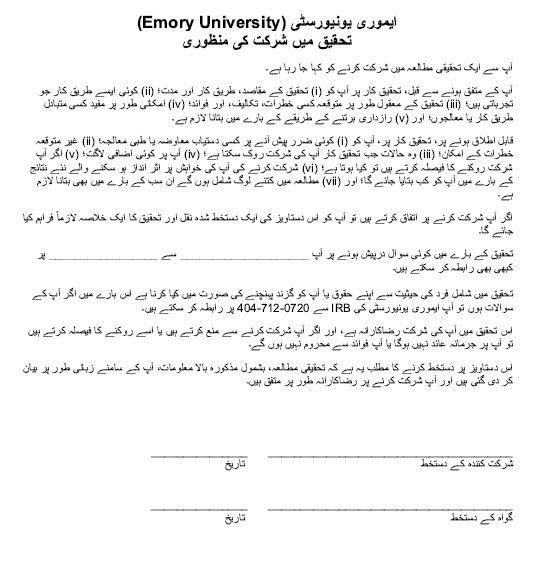 ایموری یونیورسٹی (Emory University)
تحقیق میں شرکت کی منظوری
آپ سے ایک تحقیقی مطالعہ میں شرکت کرنے کو کہا جا رہا ہے۔
آپ کے متفق ہونے سے قبل، تحقیق کار پر آپ کو (i) تحقیق کے مقاصد، طریق کار اور مدت؛ (ii) کوئی ایسے طریق کار جو
تجرباتی ہیں؛ (iii) تحقیق کے معقول طور پر متوقعہ کسی خطرات، تکالیف، اور فوائد؛ (iv) امکانی طور پر مفید کسی متبادل
طریق کار یا معالجوں؛ اور (v) رازداری برتنے کے طریقے کے بارے میں بتانا لازم ہے۔
قابل اطلاق ہونے پر، تحقیق کار پر، آپ کو (i) کوئی ضرر پیش آنے پر کسی دستیاب معاوضہ یا طبی معالجہ؛ (ii) غیر متوقعہ
خطرات کے امکان؛ (iii) وہ حالات جب تحقیق کار آپ کی شرکت روک سکتا ہے؛ (iv) آپ پر کوئی اضافی لاگت؛ (v) اگر آپ
شرکت روکنے کا فیصلہ کرتے ہیں تو کیا ہوتا ہے؛ (vi) شرکت کرنے کی آپ کی خواہش پر اثر انداز ہو سکنے والے نئے نتائج
کے بارے میں آپ کو کب بتایا جائے گا؛ اور (vii) مطالعہ میں کتنے لوگ شامل ہوں گے ان سب کے بارے میں بھی بتانا لازم
ہے۔
اگر آپ شرکت کرنے پر اتفاق کرتے ہیں تو آپ کو اس دستاویز کی ایک دستخط شدہ نقل اور تحقیق کا ایک خلاصہ لازماً فراہم کیا
جائے گا۔
تحقیق کے بارے میں کوئی سوال درپیش ہونے پر آپ ____________________ سے ____________________ پر
کبھی بھی رابطہ کر سکتے ہیں۔
تحقیق میں شامل فرد کی حیثیت سے اپنے حقوق یا آپ کو گزند پہنچنے کی صورت میں کیا کرنا ہے اس بارے میں اگر آپ کے
سوالات ہوں تو آپ ایموری یونیورسٹی کی IRB سے 404-712-0720 پر رابطہ کر سکتے ہیں۔
اس تحقیق میں آپ کی شرکت رضاکارانہ ہے، اور اگر آپ شرکت کرنے سے منع کرتے ہیں یا اسے روکنے کا فیصلہ کرتے ہیں
تو آپ پر جرمانہ عائد نہیں ہوگا یا آپ فوائد سے محروم نہیں ہوں گے۔
اس دستاویز پر دستخط کرنے کا مطلب یہ ہے کہ تحقیقی مطالعہ، بشمول مذکورہ بالا معلومات، آپ کے سامنے زبانی طور پر بیان
کر دی گئی ہیں اور آپ شرکت کرنے پر رضاکارانہ طور پر متفق ہیں۔
شرکت کنندہ کے دستخط تاریخ
گواہ کے دستخط تاریخ